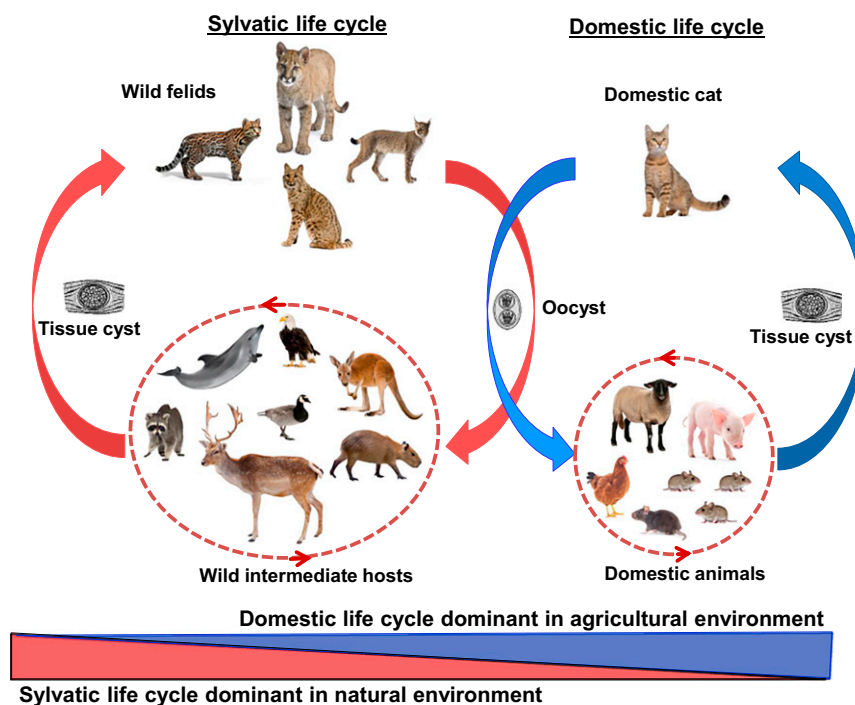 Sylvatic life cycle
Domestic life cycle
Wild felids
Domestic cat
Tissue cyst
Oocyst
Tissue cyst
Wild intermediate hosts
Domestic animals
Domestic life cycle dominant in agricultural environment
Sylvatic life cycle dominant in natural environment